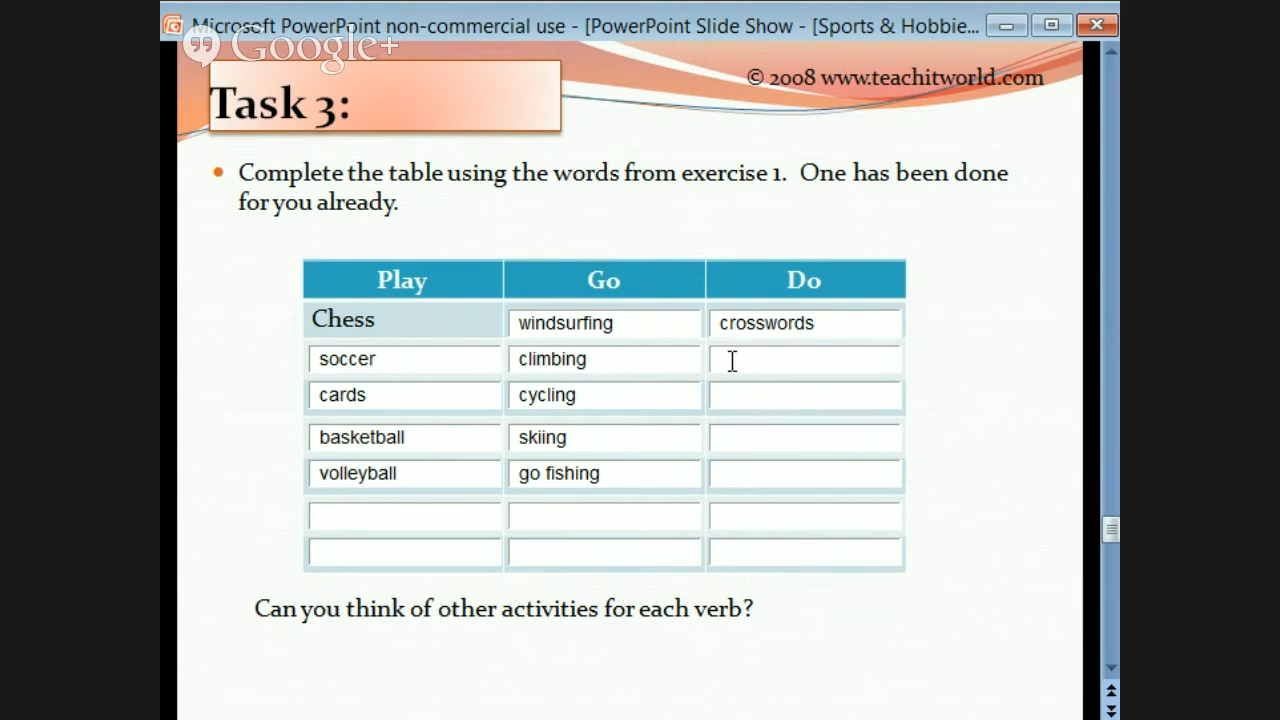 Microsoft PowerPoint non-commercial use - [PowerPoint Slide Show - [Sports & Hobbie...
Google+
© 2008 www.teachitworld.com
Task 3:
Complete the table using the words from exercise 1. One has been done
for you already.
Play Go Do
Chess windsurfing crosswords
soccer climbing
cards cycling
basketball skiing
volleyball go fishing
Can you think of other activities for each verb?